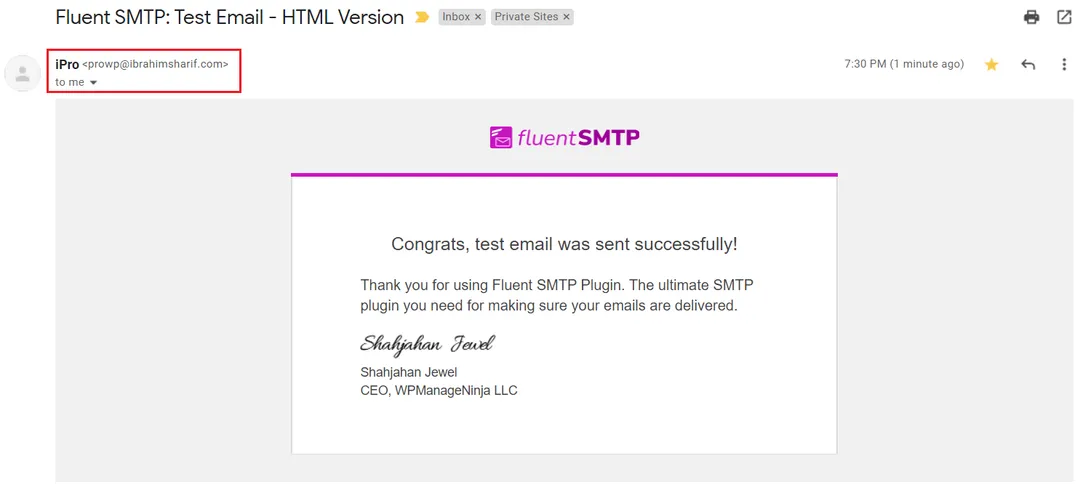 Fluent SMTP: Test Email - HTML Version
Inbox ×
Private Sites ×
iPro <prowp@ibrahimsharif.com>
to me
7:30 PM (1 minute ago)
fluentSMTP
Congrats, test email was sent successfully!
Thank you for using Fluent SMTP Plugin. The ultimate SMTP
plugin you need for making sure your emails are delivered.
Shahjahan Jewel
Shahjahan Jewel
CEO, WPManageNinja LLC